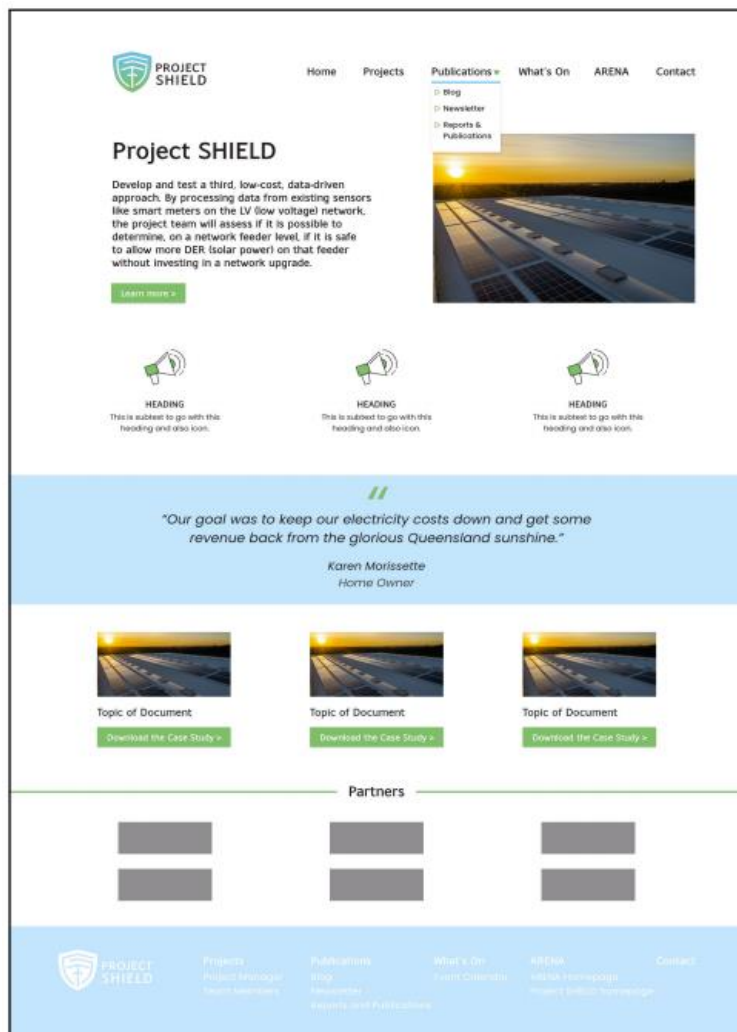 PROJECT
SHIELD
Home Projects Publications What's On ARENA Contact
Blog
Newsletter
Reports &
Publications
Project SHIELD
Develop and test a third, low-cost, data-driven
approach. By processing data from existing sensors
like smart meters on the LV (low voltage) network,
the project team will assess if it is possible to
determine, on a network feeder level, if it is safe
to allow more DER (solar power) on that feeder
without investing in a network upgrade.
Learn more >
HEADING
This is subtext to go with this
heading and also icon.
HEADING
This is subtext to go with this
heading and also icon.
HEADING
This is subtext to go with this
heading and also icon.
“Our goal was to keep our electricity costs down and get some
revenue back from the glorious Queensland sunshine.”
Karen Morissette
Home Owner
Topic of Document
Download the Case Study >
Topic of Document
Download the Case Study >
Topic of Document
Download the Case Study >
Partners
PROJECT
SHIELD
Projects Publications What's On ARENA Contact
Project Manager Blog Event Calendar ARENA Homepage
Team Members Newsletter Project SHIELD homepage
Reports and Publications